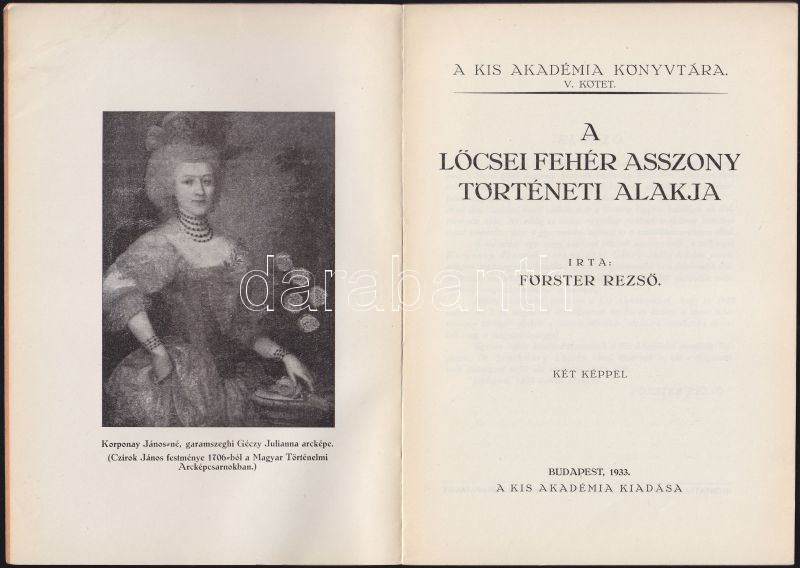 Korponay János-né, garamszeghi Géczy Julianna arcképe.
(Czirok János festménye 1706-ból a Magyar Történelmi
Arcképcsarnokban.)
A KIS AKADÉMIA KÖNYVTÁRA.
V. KÖTET.
A
LŐCSEI FEHÉR ASSZONY
TÖRTÉNETI ALAKJA
IRTA:
FÖRSTER REZSŐ.
KÉT KÉPPEL
BUDAPEST, 1933.
A KIS AKADÉMIA KIADÁSA
darabanth